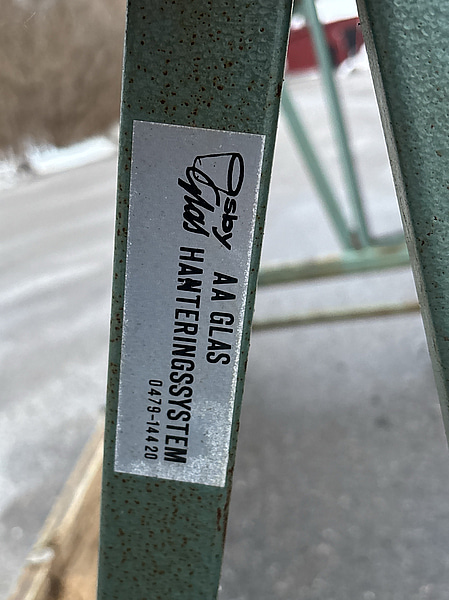 Osby
Glas
AA GLAS
HANTERINGSSYSTEM
0479-14420